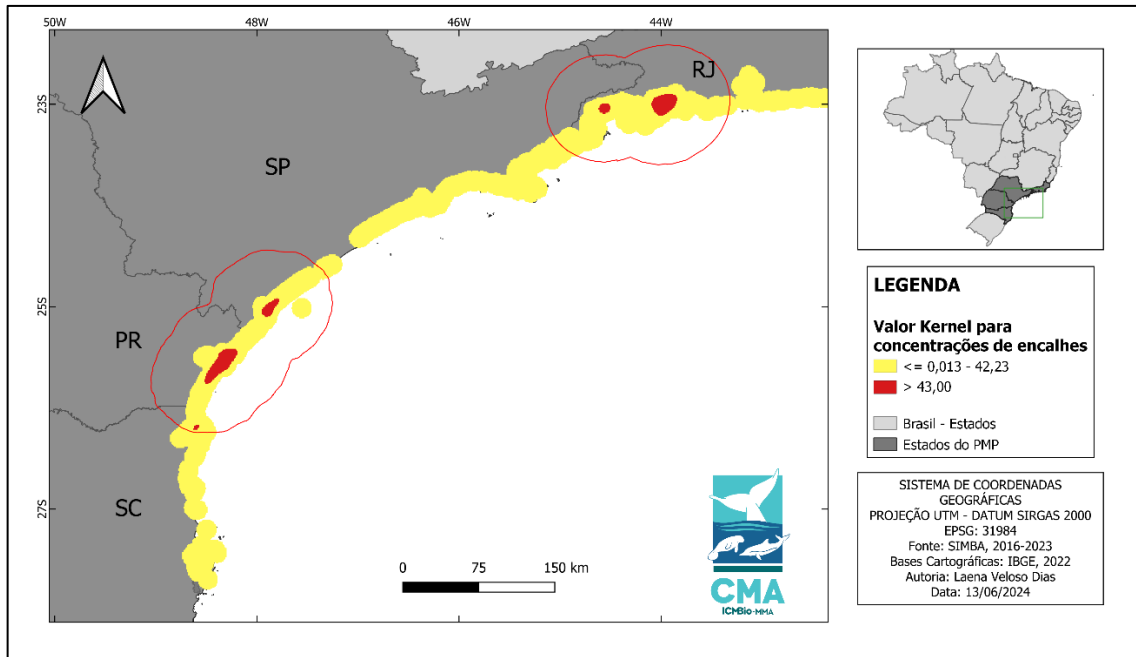 50W
48W
46W
44W
23S
25S
27S
RJ
SP
PR
SC
0
75
150 km
CMA
ICMBio-MMA
LEGENDA
Valor Kernel para
concentrações de encalhes
<= 0,013 - 42,23
> 43,00
Brasil - Estados
Estados do PMP
SISTEMA DE COORDENADAS
GEOGRÁFICAS
PROJEÇÃO UTM - DATUM SIRGAS 2000
EPSG: 31984
Fonte: SIMBA, 2016-2023
Bases Cartográficas: IBGE, 2022
Autoria: Laena Veloso Dias
Data: 13/06/2024